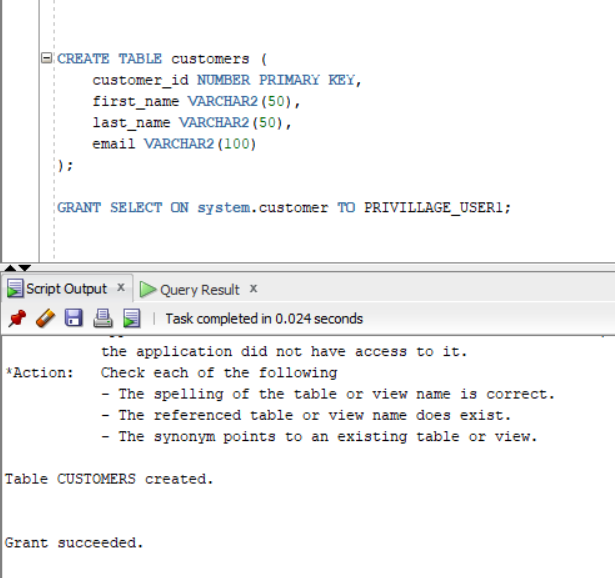 CREATE TABLE customers (
customer_id NUMBER PRIMARY KEY,
first_name VARCHAR2(50),
last_name VARCHAR2(50),
email VARCHAR2(100)
);
GRANT SELECT ON system.customer TO PRIVILLAGE_USER1;
Script Output x
Query Result x
Task completed in 0.024 seconds
the application did not have access to it.
*Action: Check each of the following
- The spelling of the table or view name is correct.
- The referenced table or view name does exist.
- The synonym points to an existing table or view.
Table CUSTOMERS created.
Grant succeeded.